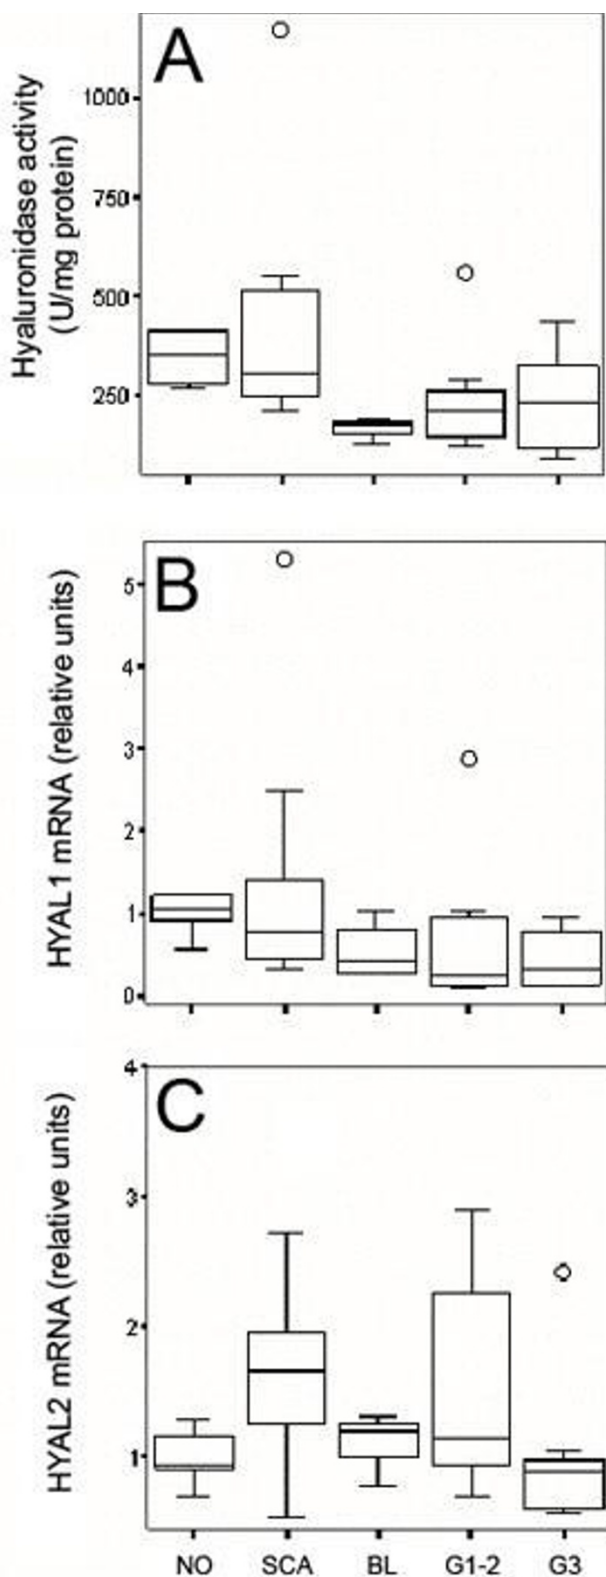 A
Hyaluronidase activity
(U/mg protein)
1000
750
500
250
B
HYAL1 mRNA (relative units)
5
4
3
2
1
0
C
HYAL2 mRNA (relative units)
4
3
2
1
NO SCA BL G1-2 G3